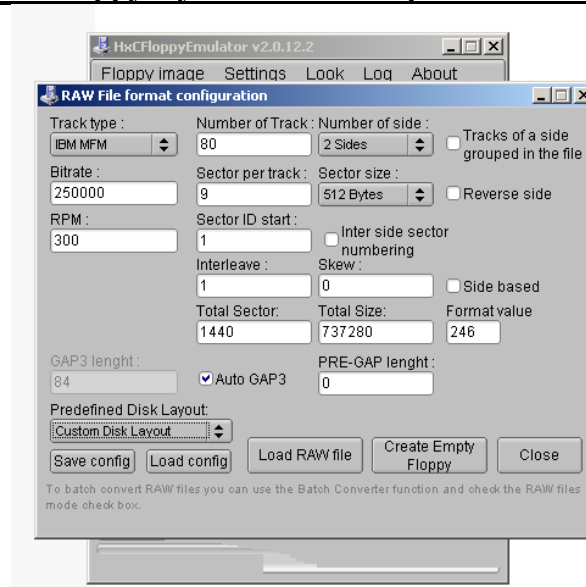 HxCFloppyEmulator v2.0.12.2
Floppy image Settings Look Log About
RAW File format configuration
Track type : Number of Track : Number of side :
IBM MFM 80 2 Sides Tracks of a side
grouped in the file
Bitrate : Sector per track : Sector size :
250000 9 512 Bytes Reverse side
RPM : Sector ID start :
300 1 Inter side sector
numbering
Interleave : Skew :
1 0 Side based
Total Sector: Total Size: Format value
1440 737280 246
GAP3 lenght : PRE-GAP lenght :
84 Auto GAP3 0
Predefined Disk Layout:
Custom Disk Layout
Save config Load config Load RAW file Create Empty
Floppy Close
To batch convert RAW files you can use the Batch Converter function and check the RAW files
mode check box.